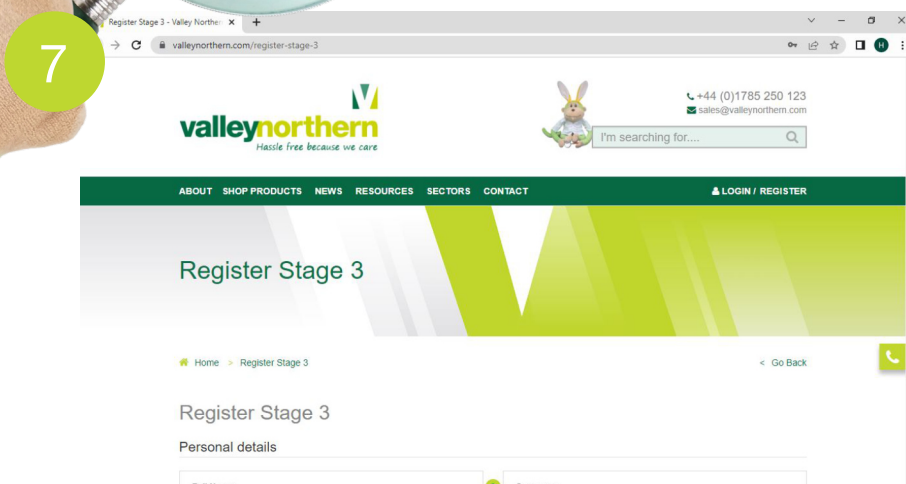 7
Register Stage 3 - Valley Norther
valleynorthern.com/register-stage-3
H
valleynorthern
Hassle free because we care
+44 (0)1785 250 123
sales@valleynorthern.com
I'm searching for....
ABOUT SHOP PRODUCTS NEWS RESOURCES SECTORS CONTACT LOGIN / REGISTER
Register Stage 3
Home > Register Stage 3 < Go Back
Register Stage 3
Personal details